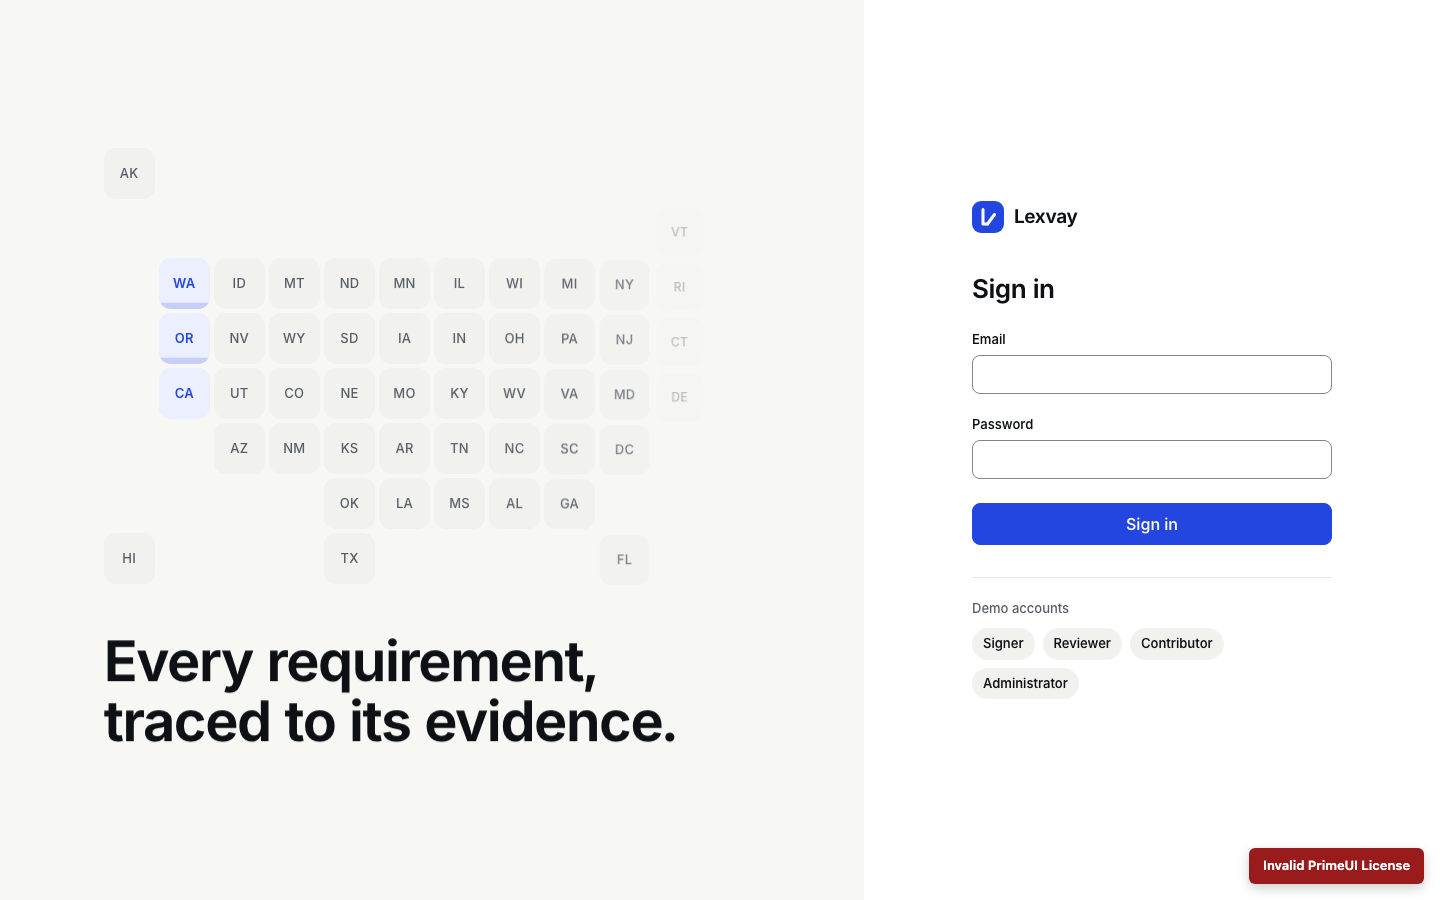 AK
VT
WA ID MT ND MN IL WI MI NY RI
OR NV WY SD IA IN OH PA NJ CT
CA UT CO NE MO KY WV VA MD DE
AZ NM KS AR TN NC SC DC
OK LA MS AL GA
HI TX FL
Every requirement,
traced to its evidence.
Lexvay
Sign in
Email
Password
Sign in
Demo accounts
Signer Reviewer Contributor
Administrator
Invalid PrimeUI License